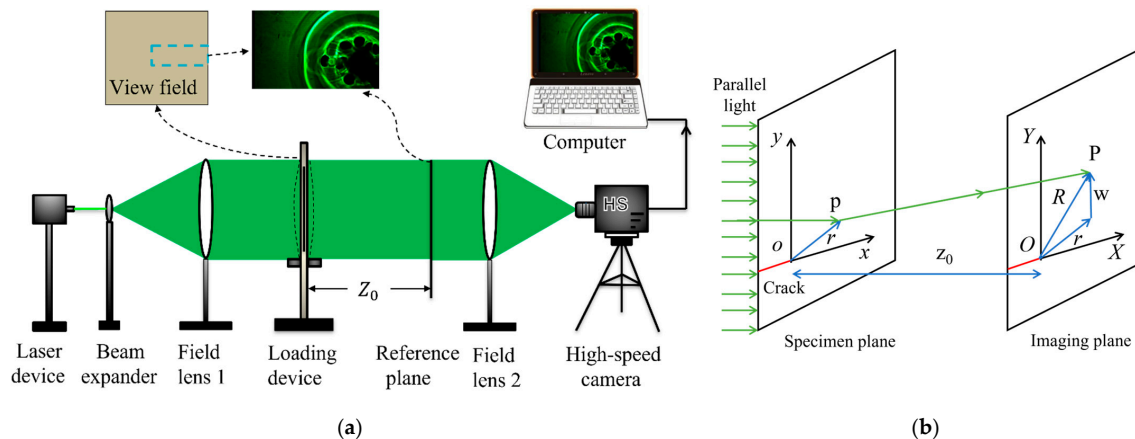 View field
Computer
HS
Z₀
Laser
device
Beam
expander
Field
lens 1
Loading
device
Reference
plane
Field
lens 2
High-speed
camera
(a)
Parallel
light
y
p
r
o
x
Crack
z₀
Specimen plane
Y
P
R
w
r
O
X
Imaging plane
(b)